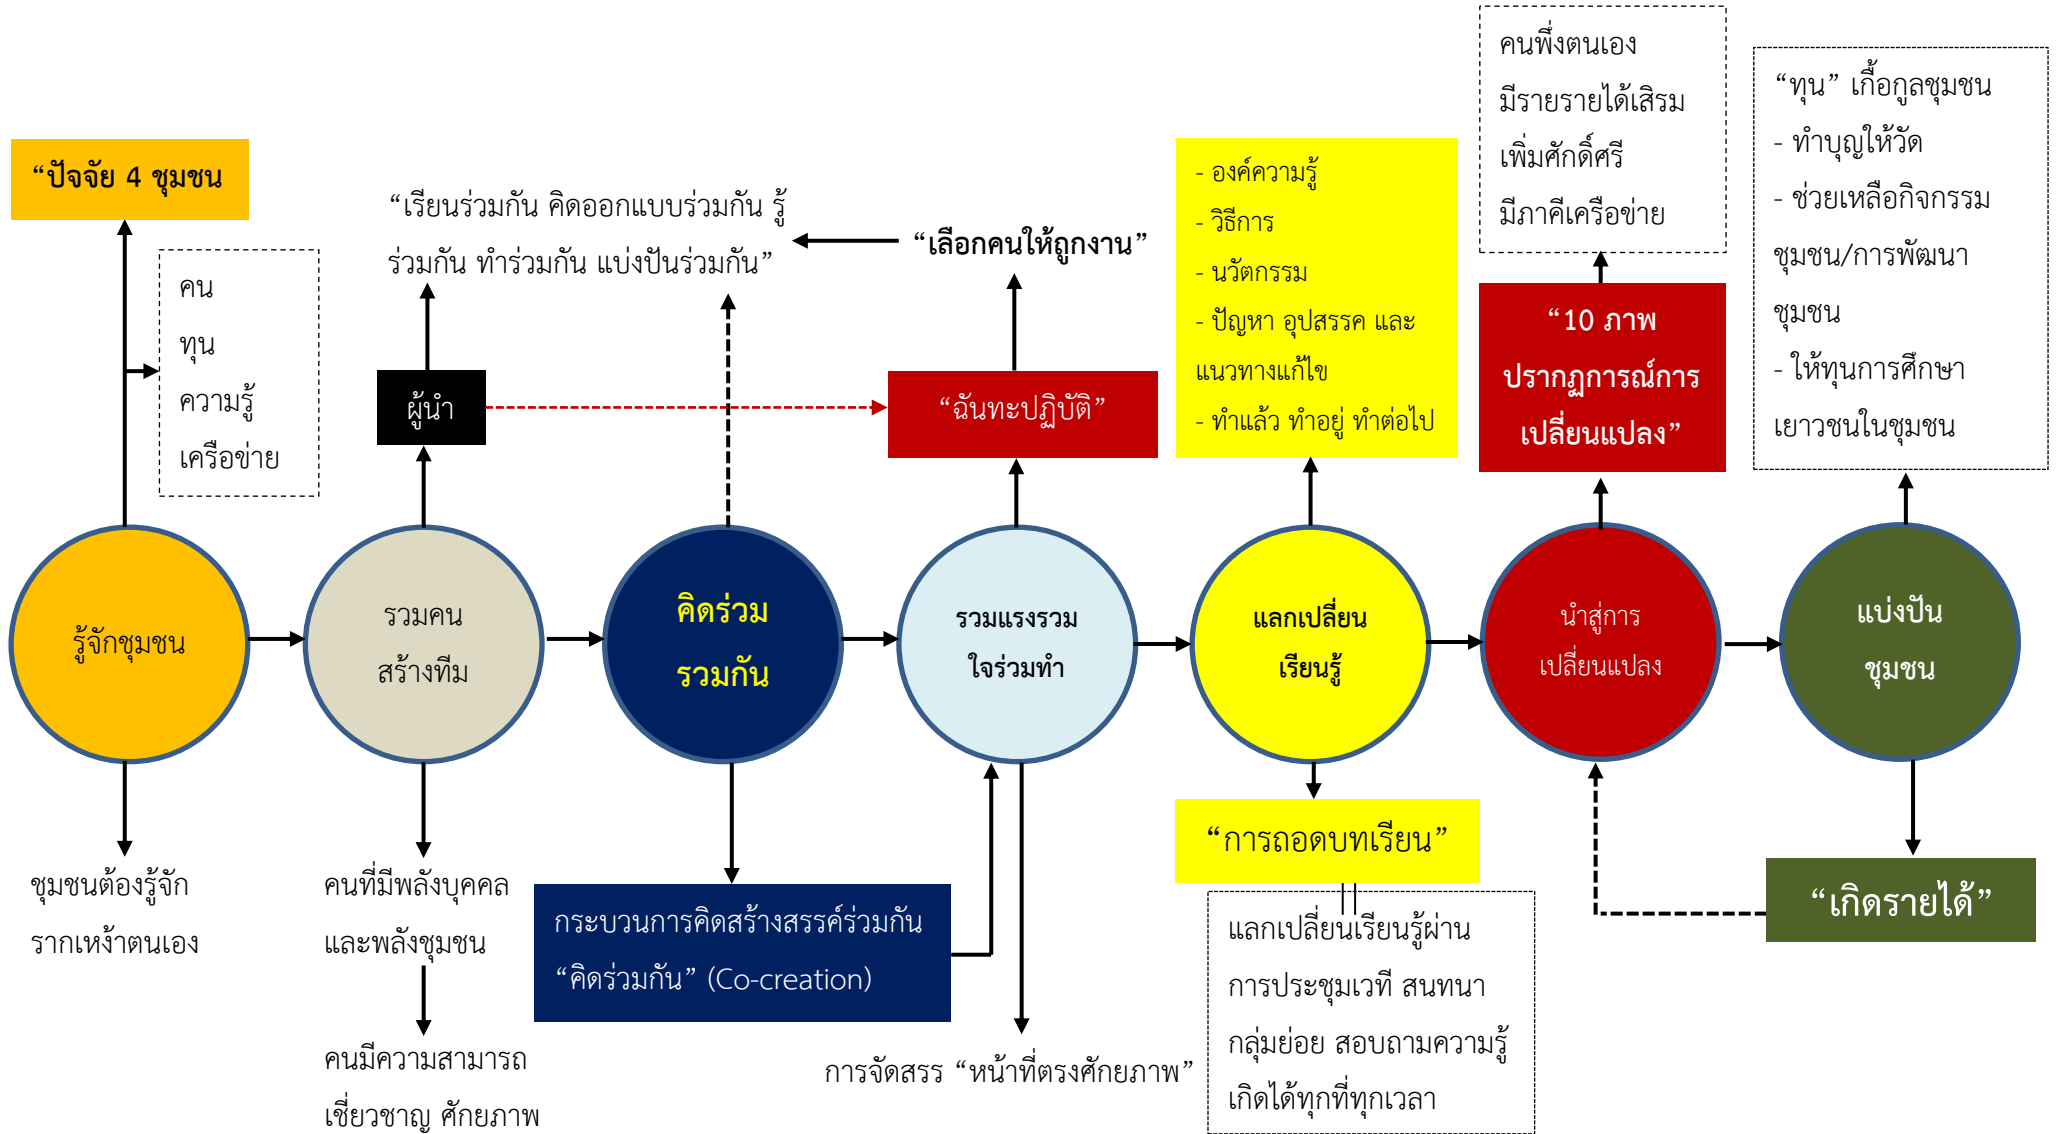 “ปัจจัย 4 ชุมชน
คน
ทุน
ความรู้
เครือข่าย
รู้จักชุมชน
ชุมชนต้องรู้จัก
รากเหง้าตนเอง
“เรียนร่วมกัน คิดออกแบบร่วมกัน รู้
ร่วมกัน ทำร่วมกัน แบ่งปันร่วมกัน”
ผู้นำ
รวมคน
สร้างทีม
คนที่มีพลังบุคคล
และพลังชุมชน
คนมีความสามารถ
เชี่ยวชาญ ศักยภาพ
คิดร่วม
รวมกัน
กระบวนการคิดสร้างสรรค์ร่วมกัน
“คิดร่วมกัน” (Co-creation)
“เลือกคนให้ถูกงาน”
“ฉันทะปฏิบัติ”
รวมแรงรวม
ใจร่วมทำ
การจัดสรร “หน้าที่ตรงศักยภาพ”
- องค์ความรู้
- วิธีการ
- นวัตกรรม
- ปัญหา อุปสรรค และ
แนวทางแก้ไข
- ทำแล้ว ทำอยู่ ทำต่อไป
แลกเปลี่ยน
เรียนรู้
“การถอดบทเรียน”
แลกเปลี่ยนเรียนรู้ผ่าน
การประชุมเวที สนทนา
กลุ่มย่อย สอบถามความรู้
เกิดได้ทุกที่ทุกเวลา
คนพึ่งตนเอง
มีรายรายได้เสิรม
เพิ่มศักดิ์ศรี
มีภาคีเครือข่าย
“10 ภาพ
ปรากฏการณ์การ
เปลี่ยนแปลง”
นำสู่การ
เปลี่ยนแปลง
“ทุน” เกื้อกูลชุมชน
- ทำบุญให้วัด
- ช่วยเหลือกิจกรรม
ชุมชน/การพัฒนา
ชุมชน
- ให้ทุนการศึกษา
เยาวชนในชุมชน
แบ่งปัน
ชุมชน
“เกิดรายได้”